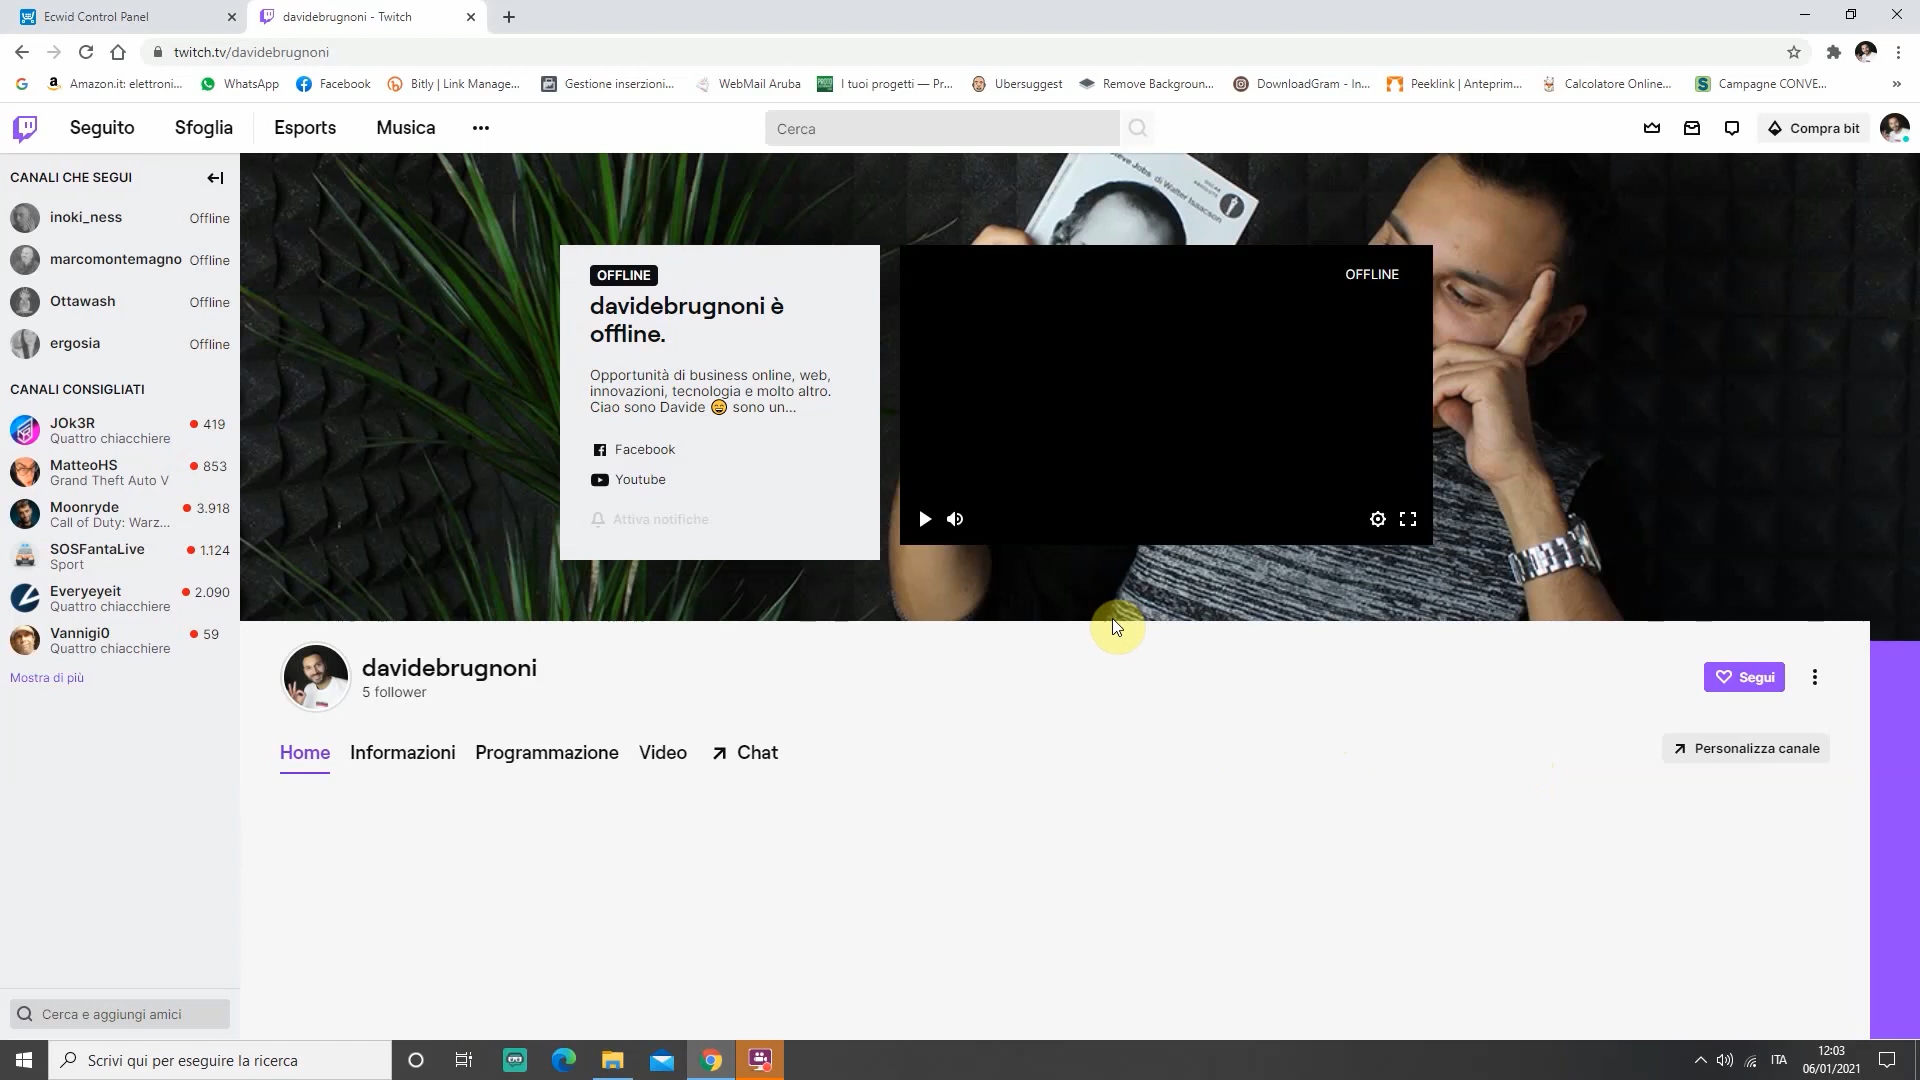 Ecwid Control Panel
davidebrugnoni - Twitch
twitch.tv/davidebrugnoni
Amazon.it: elettroni...
WhatsApp
Facebook
Bitly | Link Manage...
Gestione inserzioni...
WebMail Aruba
I tuoi progetti — Pr...
Ubersuggest
Remove Backgroun...
DownloadGram - In...
Peeklink | Anteprim...
Calcolatore Online...
Campagne CONVE...
»
Seguito
Sfoglia
Esports
Musica
Cerca
Compra bit
CANALI CHE SEGUI
inoki_ness Offline
marcomontemagno Offline
Ottawash Offline
ergosia Offline
CANALI CONSIGLIATI
JOk3R 419
Quattro chiacchiere
MatteoHS 853
Grand Theft Auto V
Moonryde 3.918
Call of Duty: Warz...
SOSFantaLive 1.124
Sport
Everyeyeit 2.090
Quattro chiacchiere
Vannigi0 59
Quattro chiacchiere
Mostra di più
Cerca e aggiungi amici
Steve Jobs di Walter Isaacson
OFFLINE
davidebrugnoni è
offline.
Opportunità di business online, web,
innovazioni, tecnologia e molto altro.
Ciao sono Davide 😄 sono un...
Facebook
Youtube
Attiva notifiche
OFFLINE
davidebrugnoni
5 follower
Segui
Home
Informazioni
Programmazione
Video
Chat
Personalizza canale
Scrivi qui per eseguire la ricerca
ITA
12:03
06/01/2021